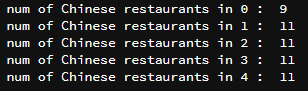 num of Chinese restaurants in 0 :  9
num of Chinese restaurants in 1 :  11
num of Chinese restaurants in 2 :  11
num of Chinese restaurants in 3 :  11
num of Chinese restaurants in 4 :  11